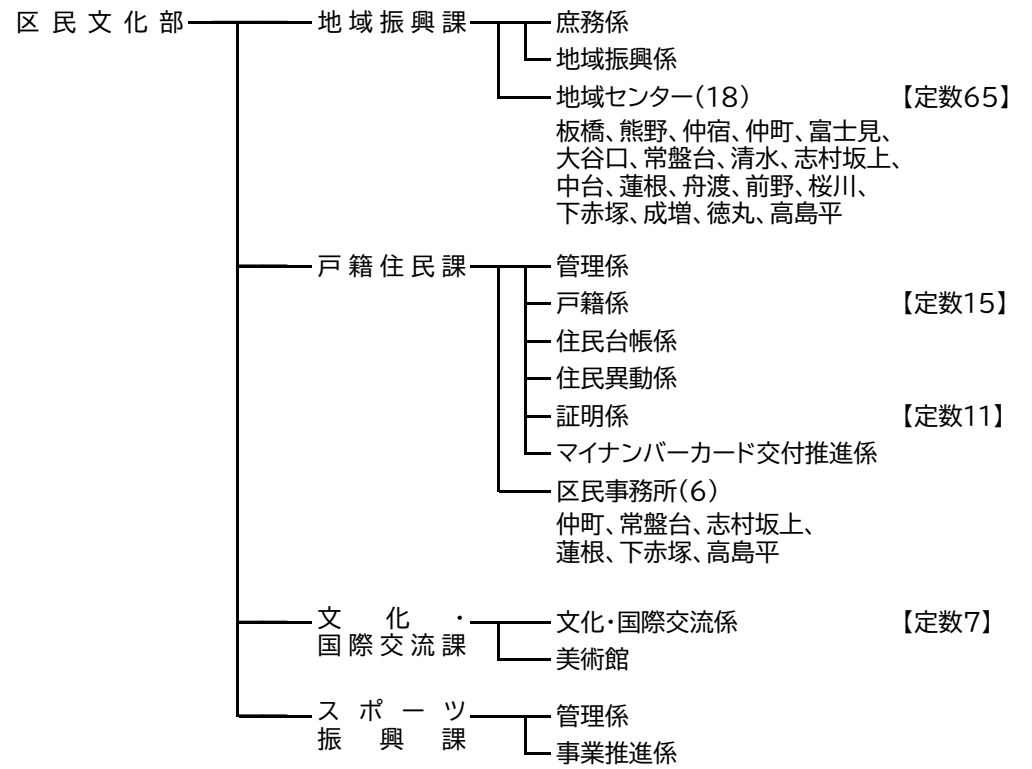 区民文化部 地域振興課 庶務係
地域振興係
地域センター(18) 【定数65】
板橋、熊野、仲宿、仲町、富士見、
大谷口、常盤台、清水、志村坂上、
中台、蓮根、舟渡、前野、桜川、
下赤塚、成増、徳丸、高島平
戸籍住民課 管理係
戸籍係 【定数15】
住民台帳係
住民異動係
証明係 【定数11】
マイナンバーカード交付推進係
区民事務所(6)
仲町、常盤台、志村坂上、
蓮根、下赤塚、高島平
文化・
国際交流課
文化・国際交流係 【定数7】
美術館
スポーツ
振興課
管理係
事業推進係